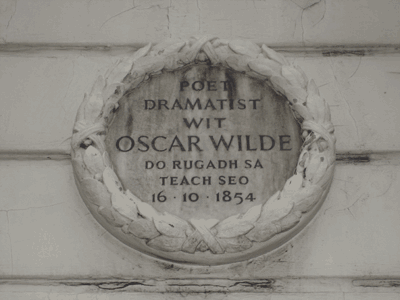 POET
DRAMATIST
WIT
OSCAR WILDE
DO RUGADH SA
TEACH SEO
16 · 10 · 1854